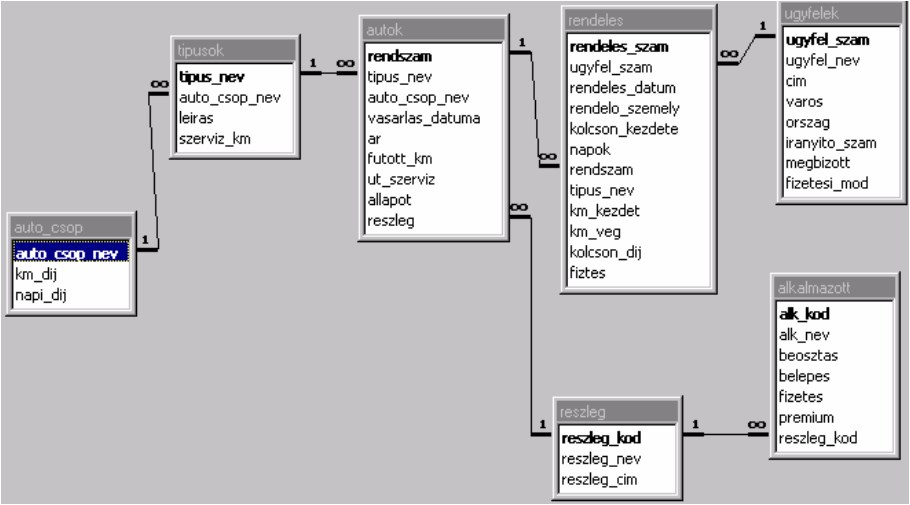 auto_csop
auto_csop_nev
km_dij
napi_dij
tipusok
tipus_nev
auto_csop_nev
leiras
szerviz_km
autok
rendszam
tipus_nev
auto_csop_nev
vasarlas_datuma
ar
futott_km
ut_szerviz
allapot
reszleg
rendeles
rendeles_szam
ugyfel_szam
rendeles_datum
rendelo_szemely
kolcson_kezdete
napok
rendszam
tipus_nev
km_kezdet
km_veg
kolcson_dij
fiztes
ugyfelek
ugyfel_szam
ugyfel_nev
cim
varos
orszag
iranyito_szam
megbizott
fizetesi_mod
reszleg
reszleg_kod
reszleg_nev
reszleg_cim
alkalmazott
alk_kod
alk_nev
beosztas
belepes
fizetes
premium
reszleg_kod
1
∞
1
∞
1
∞
1
∞
∞
1
1
∞